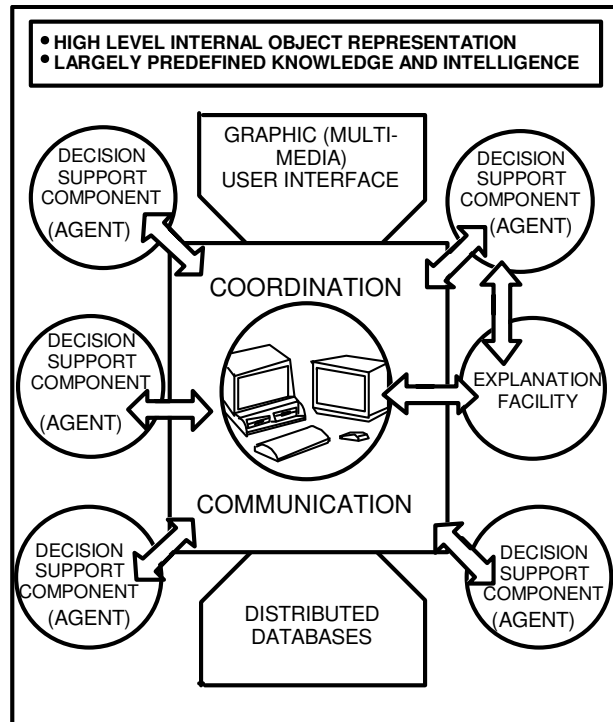 • HIGH LEVEL INTERNAL OBJECT REPRESENTATION
• LARGELY PREDEFINED KNOWLEDGE AND INTELLIGENCE
GRAPHIC (MULTI-
MEDIA)
USER INTERFACE
DECISION
SUPPORT
COMPONENT
(AGENT)
DECISION
SUPPORT
COMPONENT
(AGENT)
COORDINATION
DECISION
SUPPORT
COMPONENT
(AGENT)
EXPLANATION
FACILITY
COMMUNICATION
DECISION
SUPPORT
COMPONENT
(AGENT)
DECISION
SUPPORT
COMPONENT
(AGENT)
DISTRIBUTED
DATABASES